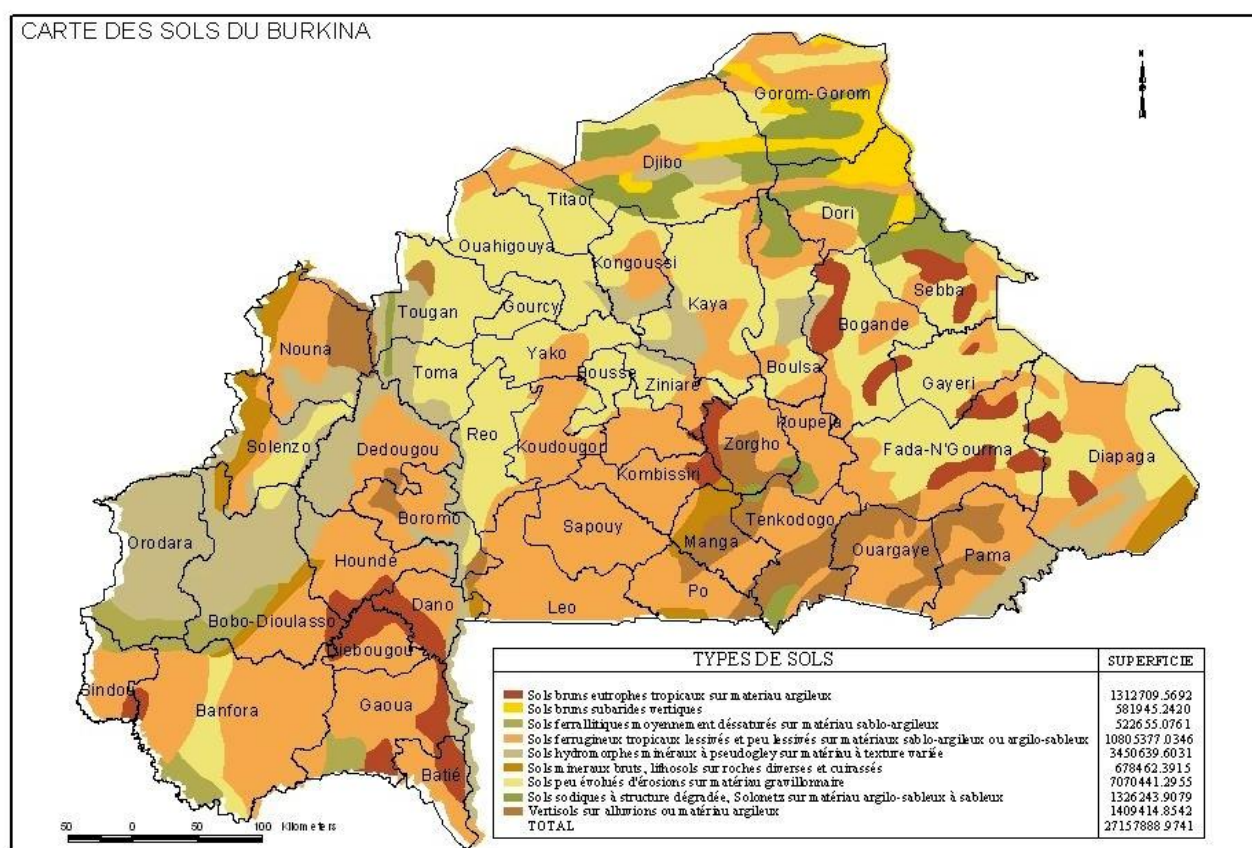 CARTE DES SOLS DU BURKINA
N
Gorom-Gorom
Djibo
Titaor
Dori
Ouahigouya
Kongoussi
Sebba
Tougan
Gourcy
Kaya
Bogande
Nouna
Yako
Toma
Bousse
Ziniare
Boulsa
Gayeri
Solenzo
Dedougou
Reo
Koudougou
Zorgho
Koupela
Fada-N'Gourma
Diapaga
Kombissiri
Boromo
Orodara
Sapouy
Manga
Tenkodogo
Ouargaye
Pama
Hounde
Po
Leo
Dano
Bobo-Dioulasso
Diebougou
Sindou
Banfora
Gaoua
Batié
TYPES DE SOLS SUPERFICIE
Sols bruns eutrophes tropicaux sur materiau argileux 1312709.5692
Sols bruns subarides vertiques 581945.2420
Sols ferrallitiques moyennement déssaturés sur matériau sablo-argileux 522655.0761
Sols ferrugineux tropicaux lessivés et peu lessivés sur matériaux sablo-argileux ou argilo-sableux 10805377.0346
Sols hydromorphes minéraux à pseudogley sur matériau à texture variée 3450639.6031
Sols mineraux bruts, lithosols sur roches diverses et cuirassés 678462.3915
Sols peu évolués d'érosions sur matériau gravillonnaire 7070441.2955
Sols sodiques à structure dégradée, Solonetz sur matériau argilo-sableux à sableux 1326243.9079
Vertisols sur alluvions ou matériau argileux 1409414.8542
TOTAL 27157888.9741
50 0 50 100 Kilometers